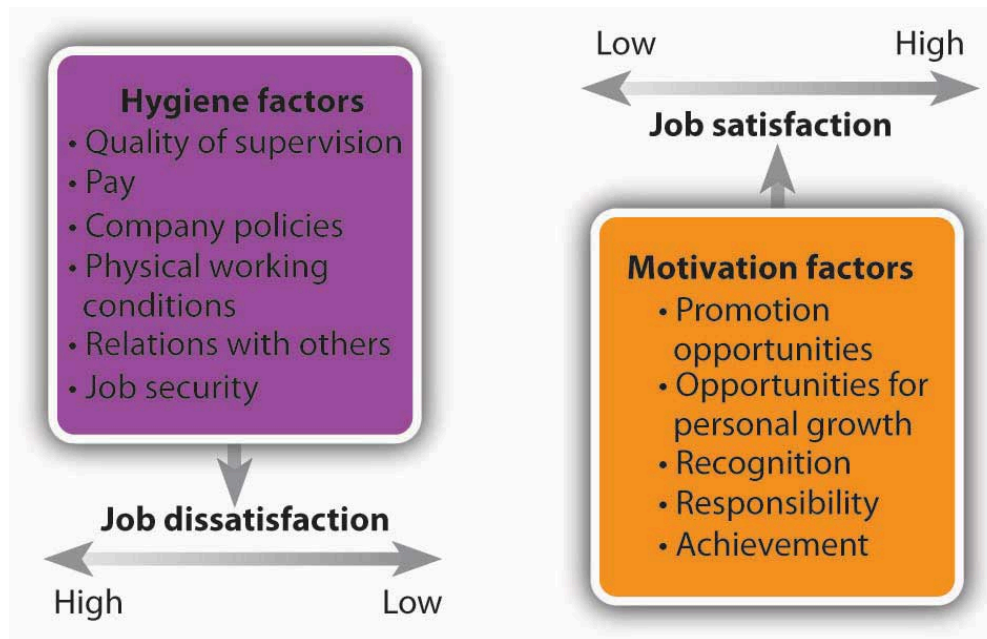 Hygiene factors
• Quality of supervision
• Pay
• Company policies
• Physical working
conditions
• Relations with others
• Job security
Job dissatisfaction
High Low
Low High
Job satisfaction
Motivation factors
• Promotion
opportunities
• Opportunities for
personal growth
• Recognition
• Responsibility
• Achievement